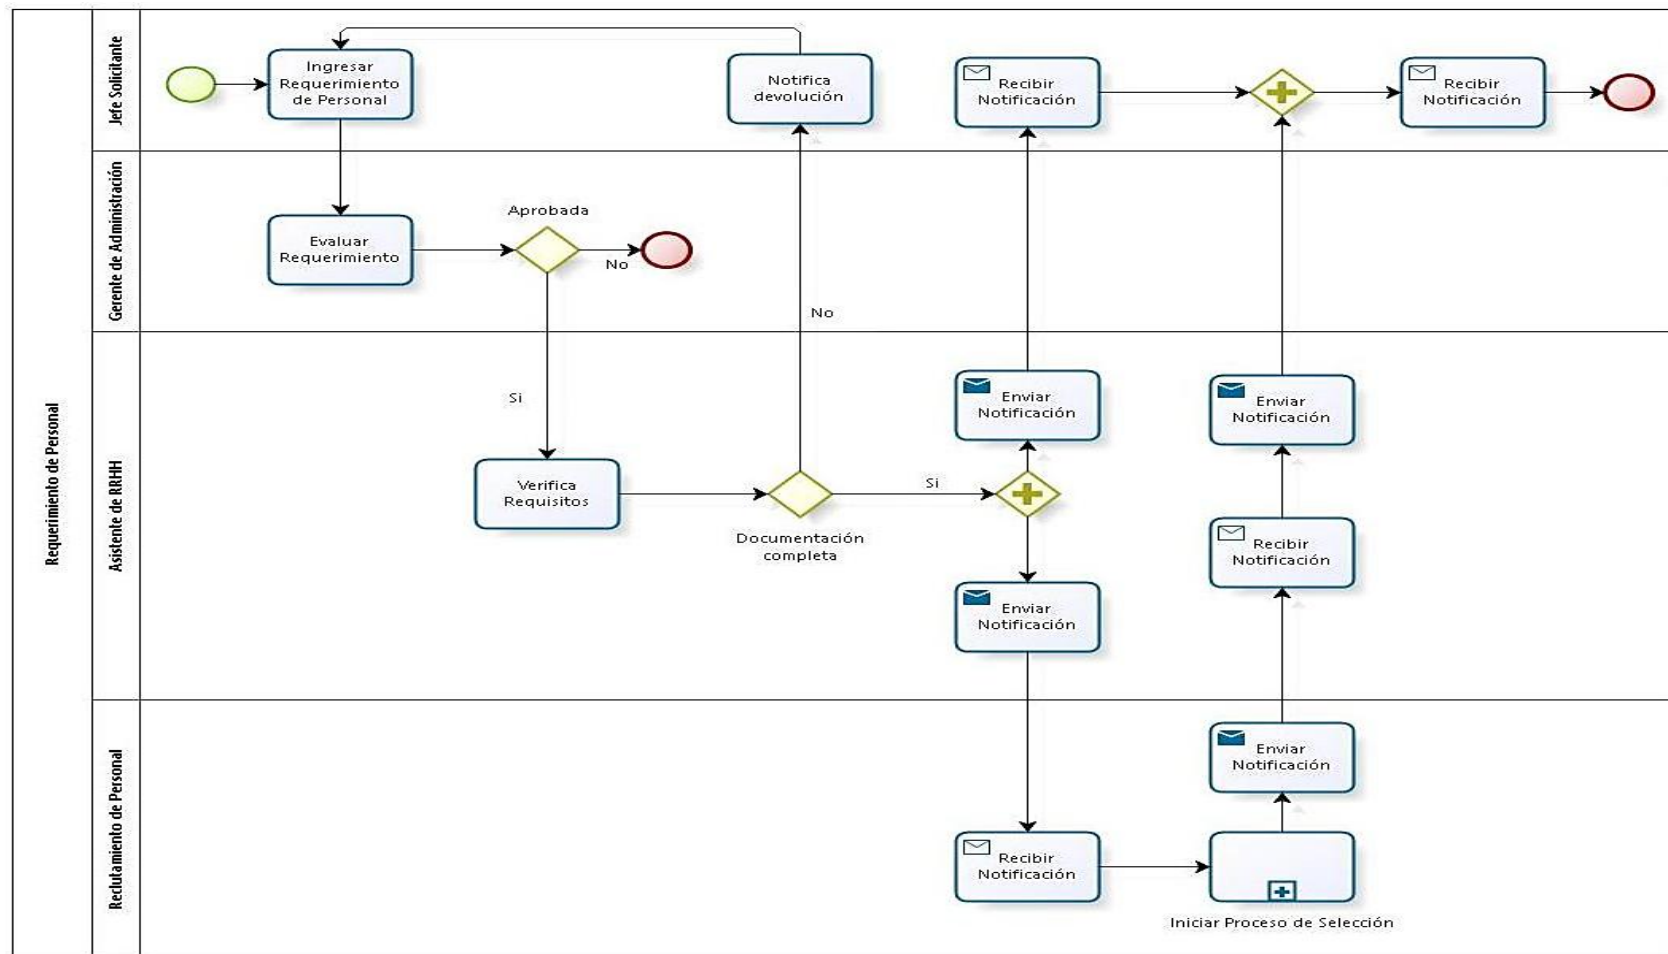 Requerimiento de Personal
Jefe Solicitante
Ingresar
Requerimiento
de Personal
Notifica
devolución
Recibir
Notificación
Recibir
Notificación
Gerente de Administración
Evaluar
Requerimiento
Aprobada
No
No
Asistente de RRHH
Si
Verifica
Requisitos
Documentación
completa
Si
Enviar
Notificación
Enviar
Notificación
Enviar
Notificación
Recibir
Notificación
Reclutamiento de Personal
Recibir
Notificación
Enviar
Notificación
Iniciar Proceso de Selección